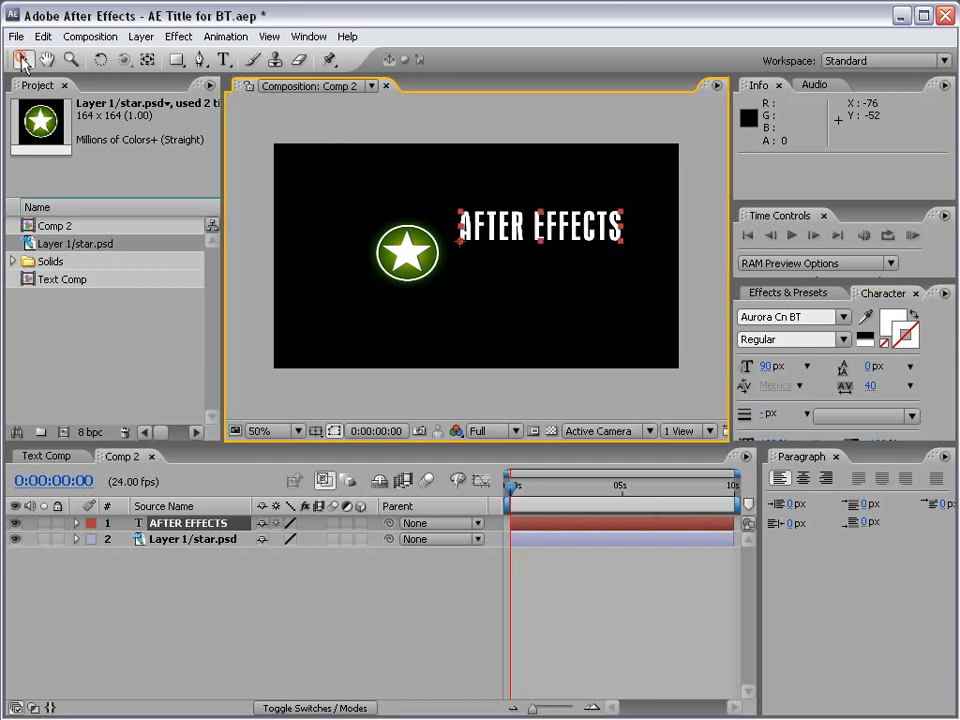 Adobe After Effects - AE Title for BT.aep *
File Edit Composition Layer Effect Animation View Window Help
Workspace: Standard
Project
Layer 1/star.psd, used 2 ti
164 x 164 (1.00)
Millions of Colors+ (Straight)
Name
Comp 2
Layer 1/star.psd
Solids
Text Comp
8 bpc
Composition: Comp 2
AFTER EFFECTS
50% 0:00:00:00 Full Active Camera 1 View
Info Audio
R: X: -76
G: Y: -52
B:
A: 0
Time Controls
RAM Preview Options
Effects & Presets Character
Aurora Cn BT
Regular
90 px 0 px
Metrics 40
- px
Text Comp Comp 2
0:00:00:00 (24.00 fps)
# Source Name Parent
1 T AFTER EFFECTS None
2 Layer 1/star.psd None
05s 10s
Toggle Switches / Modes
Paragraph
0 px 0 px 0 px
0 px 0 px